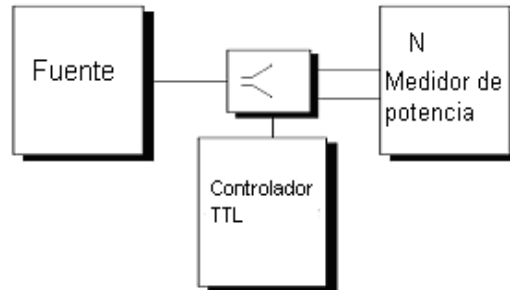 Fuente
N
Medidor de
potencia
Controlador
TTL